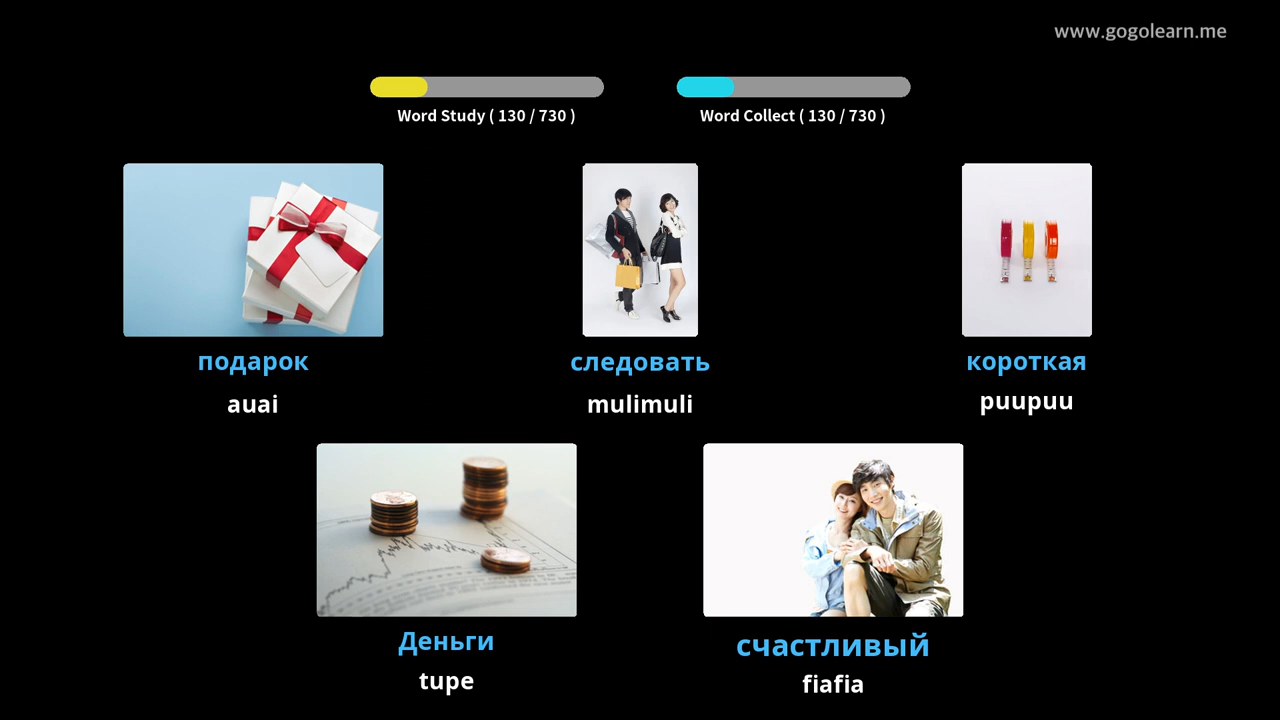 www.gogolearn.me
Word Study ( 130 / 730 )
Word Collect ( 130 / 730 )
подарок
auai
следовать
mulimuli
короткая
puupuu
Деньги
tupe
счастливый
fiafia